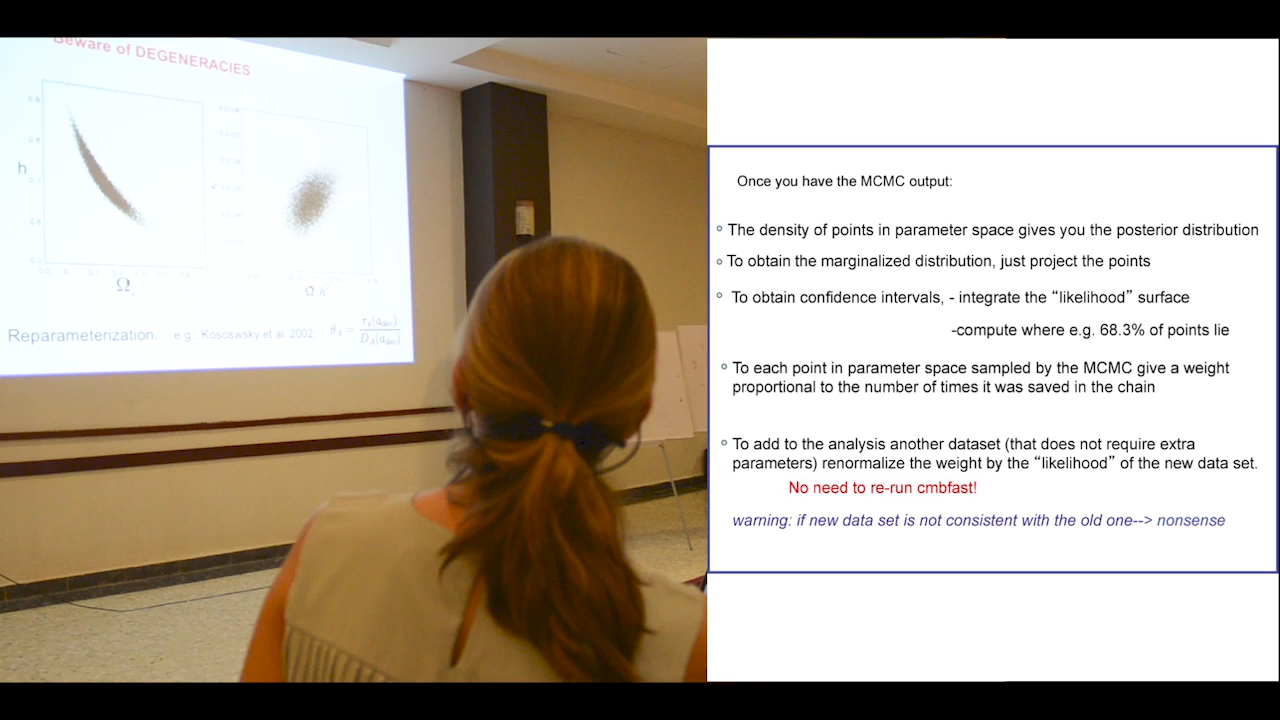 Beware of DEGENERACIES
h
Ω
Ω h
Reparameterization. e.g., Kososwsky et al. 2002
Once you have the MCMC output:
The density of points in parameter space gives you the posterior distribution
To obtain the marginalized distribution, just project the points
To obtain confidence intervals, - integrate the “likelihood” surface
-compute where e.g. 68.3% of points lie
To each point in parameter space sampled by the MCMC give a weight
proportional to the number of times it was saved in the chain
To add to the analysis another dataset (that does not require extra
parameters) renormalize the weight by the “likelihood” of the new data set.
No need to re-run cmbfast!
warning: if new data set is not consistent with the old one--> nonsense